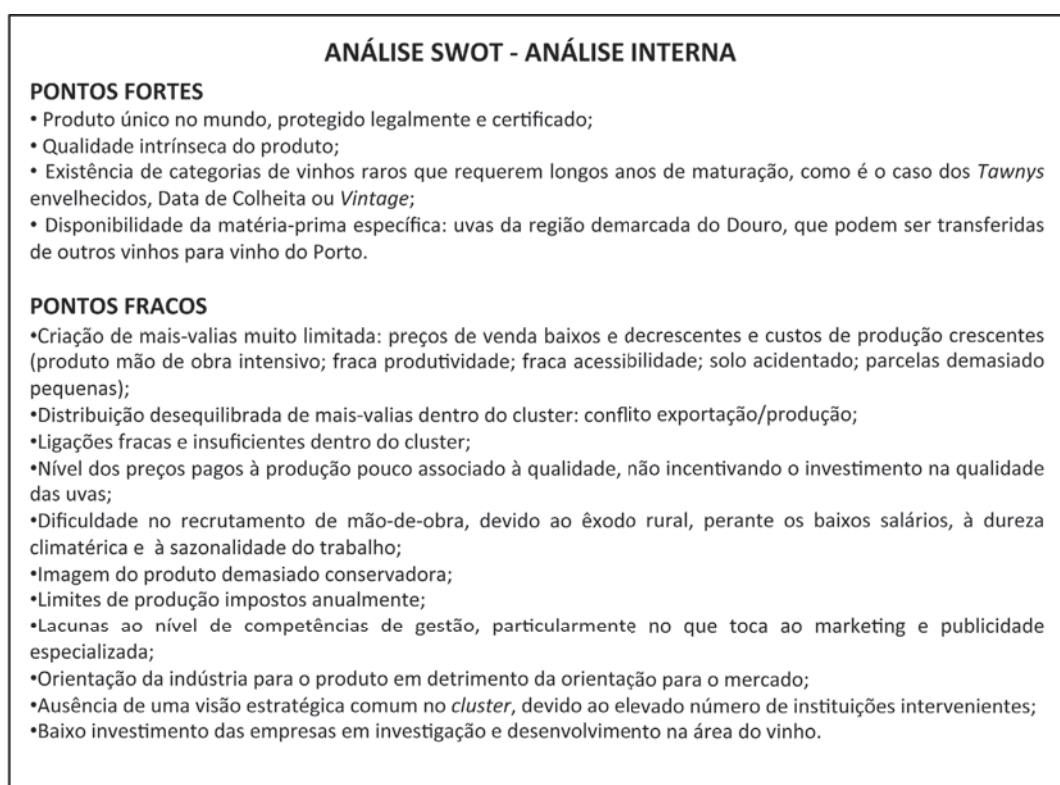 ANÁLISE SWOT - ANÁLISE INTERNA
PONTOS FORTES
• Produto único no mundo, protegido legalmente e certificado;
• Qualidade intrínseca do produto;
• Existência de categorias de vinhos raros que requerem longos anos de maturação, como é o caso dos Tawnys
envelhecidos, Data de Colheita ou Vintage;
• Disponibilidade da matéria-prima específica: uvas da região demarcada do Douro, que podem ser transferidas
de outros vinhos para vinho do Porto.
PONTOS FRACOS
•Criação de mais-valias muito limitada: preços de venda baixos e decrescentes e custos de produção crescentes
(produto mão de obra intensivo; fraca produtividade; fraca acessibilidade; solo acidentado; parcelas demasiado
pequenas);
•Distribuição desequilibrada de mais-valias dentro do cluster: conflito exportação/produção;
•Ligações fracas e insuficientes dentro do cluster;
•Nível dos preços pagos à produção pouco associado à qualidade, não incentivando o investimento na qualidade
das uvas;
•Dificuldade no recrutamento de mão-de-obra, devido ao êxodo rural, perante os baixos salários, à dureza
climatérica e à sazonalidade do trabalho;
•Imagem do produto demasiado conservadora;
•Limites de produção impostos anualmente;
•Lacunas ao nível de competências de gestão, particularmente no que toca ao marketing e publicidade
especializada;
•Orientação da indústria para o produto em detrimento da orientação para o mercado;
•Ausência de uma visão estratégica comum no cluster, devido ao elevado número de instituições intervenientes;
•Baixo investimento das empresas em investigação e desenvolvimento na área do vinho.